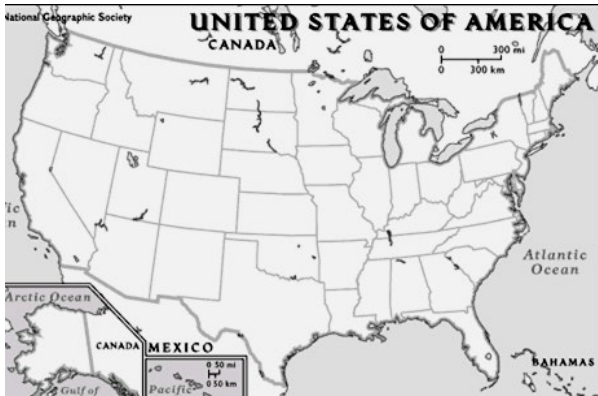 National Geographic Society
UNITED STATES OF AMERICA
CANADA
0 300 mi
0 300 km
ic
n
Atlantic
Ocean
Arctic Ocean
CANADA
MEXICO
0 50 mi
0 50 km
Gulf of
Pacific
BAHAMAS